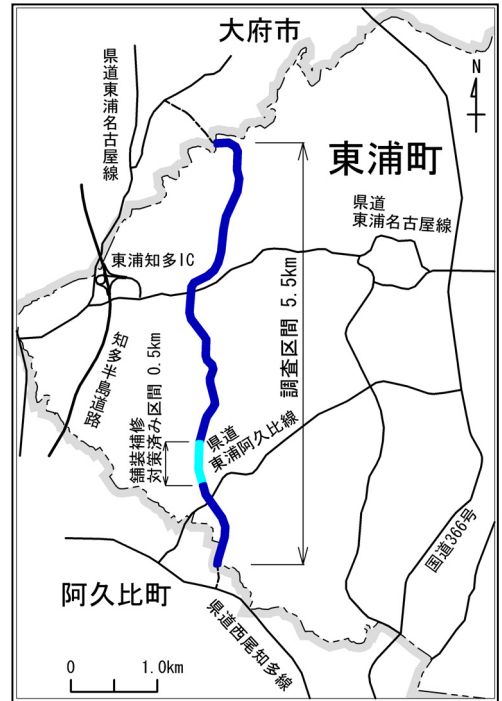 大府市
県道東浦名古屋線
N
東浦町
県道
東浦名古屋線
東浦知多IC
調査区間 5.5km
知多半島道路
舗装補修
対策済み区間 0.5km
県道
東浦阿久比線
国道366号
阿久比町
県道西尾知多線
0 1.0km